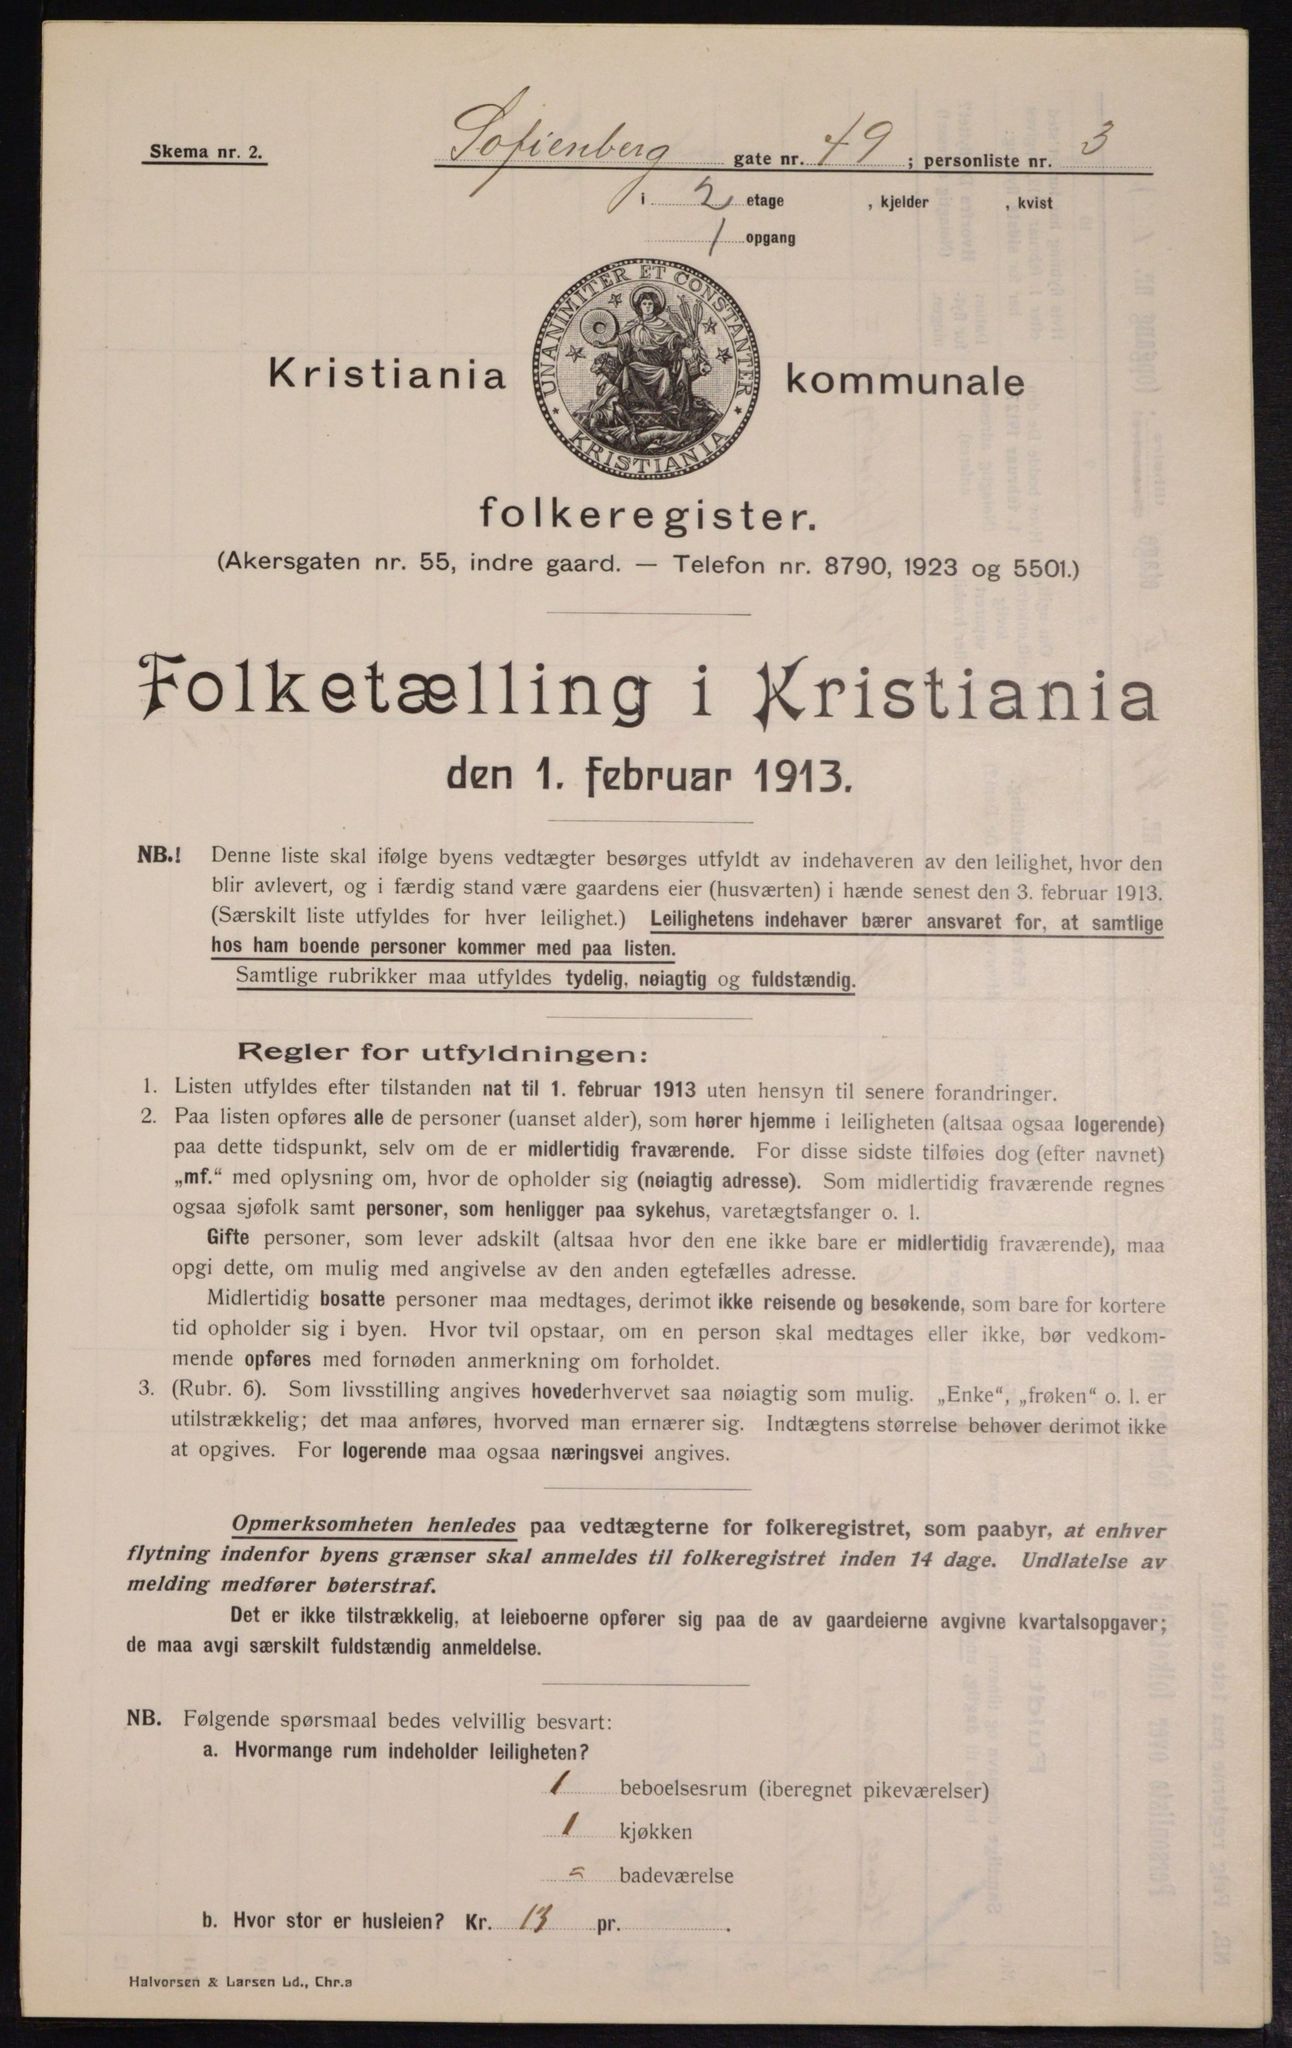 Skema nr. 2.
Sofienberg gate nr. 49 ; personliste nr. 3
i 2 etage , kjelder , kvist
1 opgang
UNANIMITER ET CONSTANTER
KRISTIANIA
Kristiania kommunale
folkeregister.
(Akersgaten nr. 55, indre gaard. — Telefon nr. 8790, 1923 og 5501.)
Folketælling i Kristiania
den 1. februar 1913.
NB.! Denne liste skal ifølge byens vedtægter besørges utfyldt av indehaveren av den leilighet, hvor den
blir avlevert, og i færdig stand være gaardens eier (husværten) i hænde senest den 3. februar 1913.
(Særskilt liste utfyldes for hver leilighet.) Leilighetens indehaver bærer ansvaret for, at samtlige
hos ham boende personer kommer med paa listen.
Samtlige rubrikker maa utfyldes tydelig, nøiagtig og fuldstændig.
Regler for utfyldningen:
1. Listen utfyldes efter tilstanden nat til 1. februar 1913 uten hensyn til senere forandringer.
2. Paa listen opføres alle de personer (uanset alder), som hører hjemme i leiligheten (altsaa ogsaa logerende)
paa dette tidspunkt, selv om de er midlertidig fraværende. For disse sidste tilføies dog (efter navnet)
„mf.“ med oplysning om, hvor de opholder sig (nøiagtig adresse). Som midlertidig fraværende regnes
ogsaa sjøfolk samt personer, som henligger paa sykehus, varetægtsfanger o. l.
Gifte personer, som lever adskilt (altsaa hvor den ene ikke bare er midlertidig fraværende), maa
opgi dette, om mulig med angivelse av den anden egtefælles adresse.
Midlertidig bosatte personer maa medtages, derimot ikke reisende og besøkende, som bare for kortere
tid opholder sig i byen. Hvor tvil opstaar, om en person skal medtages eller ikke, bør vedkom-
mende opføres med fornøden anmerkning om forholdet.
3. (Rubr. 6). Som livsstilling angives hovederhvervet saa nøiagtig som mulig. „Enke“, „frøken“ o. l. er
utilstrækkelig; det maa anføres, hvorved man ernærer sig. Indtægtens størrelse behøver derimot ikke
at opgives. For logerende maa ogsaa næringsvei angives.
Opmerksomheten henledes paa vedtægterne for folkeregistret, som paabyr, at enhver
flytning indenfor byens grænser skal anmeldes til folkeregistret inden 14 dage. Undlatelse av
melding medfører bøterstraf.
Det er ikke tilstrækkelig, at leieboerne opfører sig paa de av gaardeierne avgivne kvartalsopgaver;
de maa avgi særskilt fuldstændig anmeldelse.
NB. Følgende spørsmaal bedes velvillig besvart:
a. Hvormange rum indeholder leiligheten?
1 beboelsesrum (iberegnet pikeværelser)
1 kjøkken
= badeværelse
b. Hvor stor er husleien? Kr. 13 pr. .
Halvorsen & Larsen Ld., Chr.a